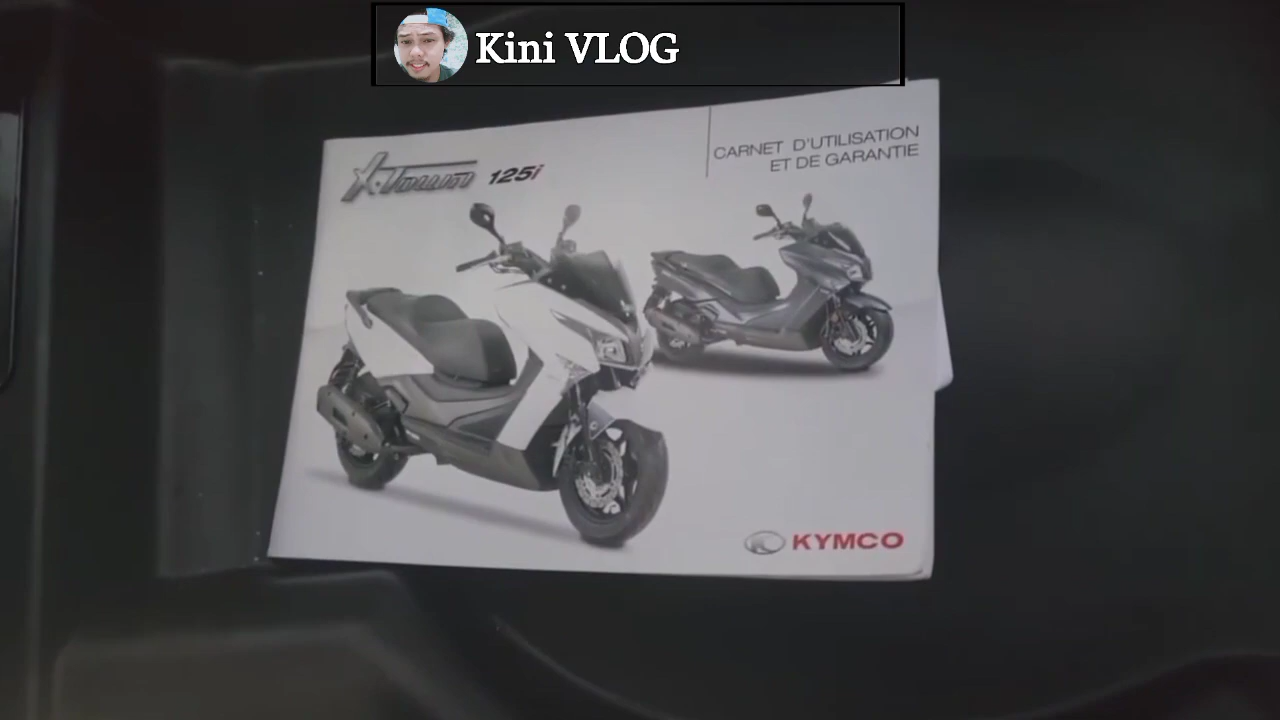 Kini VLOG
X-Town 125i
CARNET D'UTILISATION
ET DE GARANTIE
KYMCO